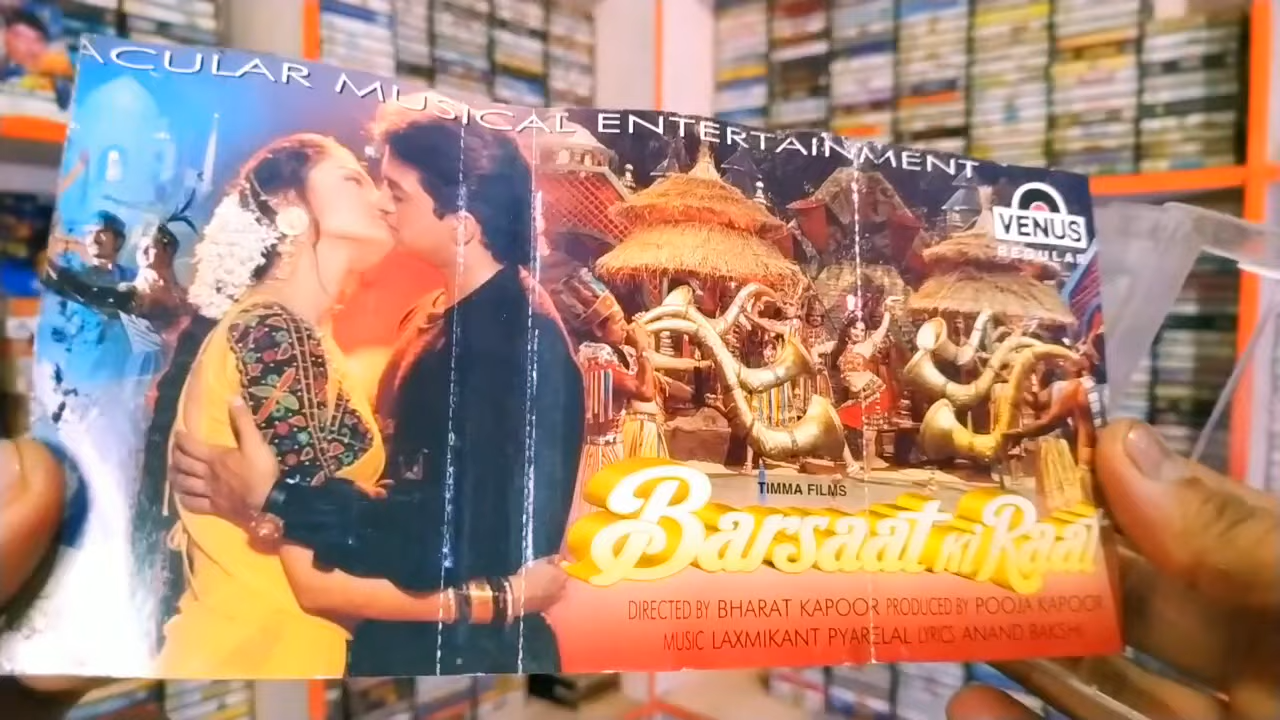 ACULAR MUSICAL ENTERTAINMENT
VENUS
REGULAR
TIMMA FILMS
Barsaat ki Raat
DIRECTED BY BHARAT KAPOOR PRODUCED BY POOJA KAPOOR
MUSIC LAXMIKANT PYARELAL LYRICS ANAND BAKSHI